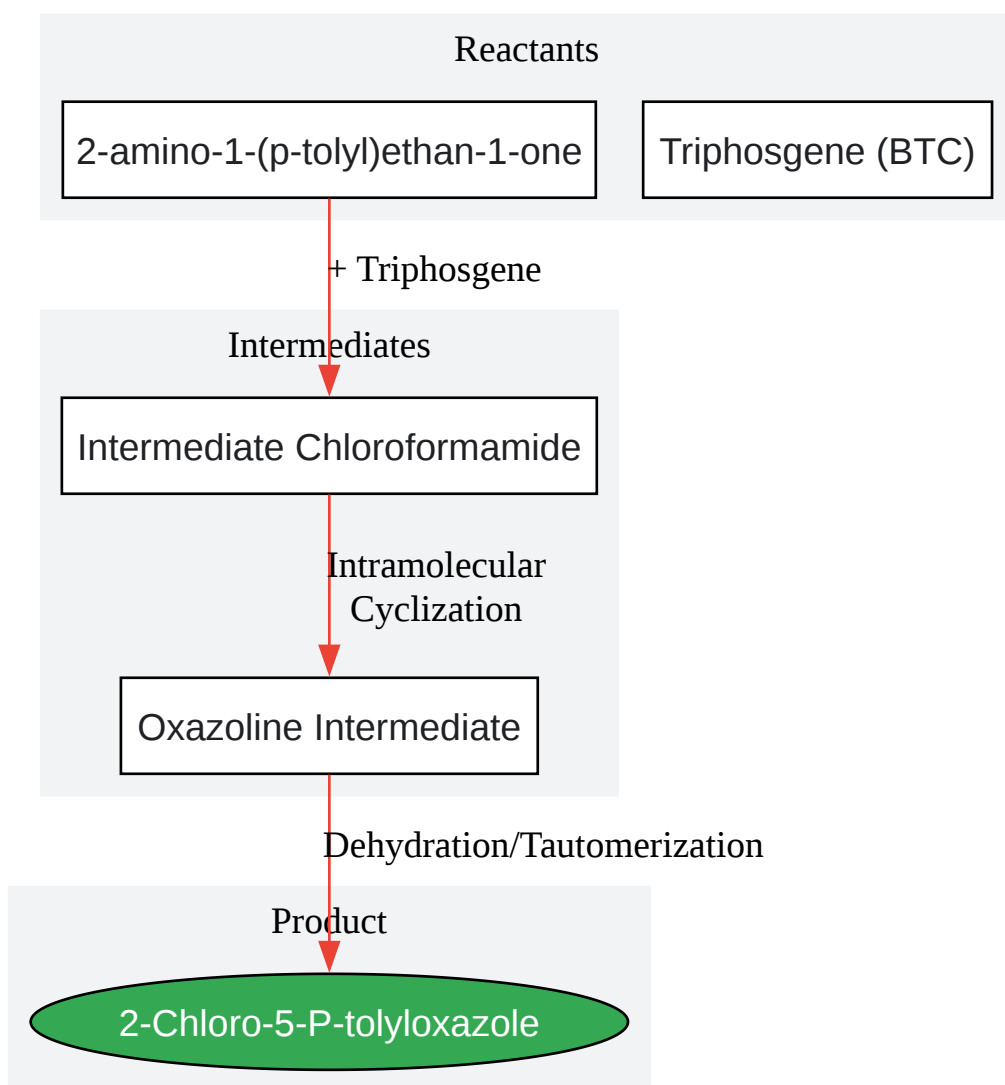 Reactants
2-amino-1-(p-tolyl)ethan-1-one
Triphosgene (BTC)
+ Triphosgene
Intermediates
Intermediate Chloroformamide
Intramolecular
Cyclization
Oxazoline Intermediate
Dehydration/Tautomerization
Product
2-Chloro-5-P-tolyloxazole